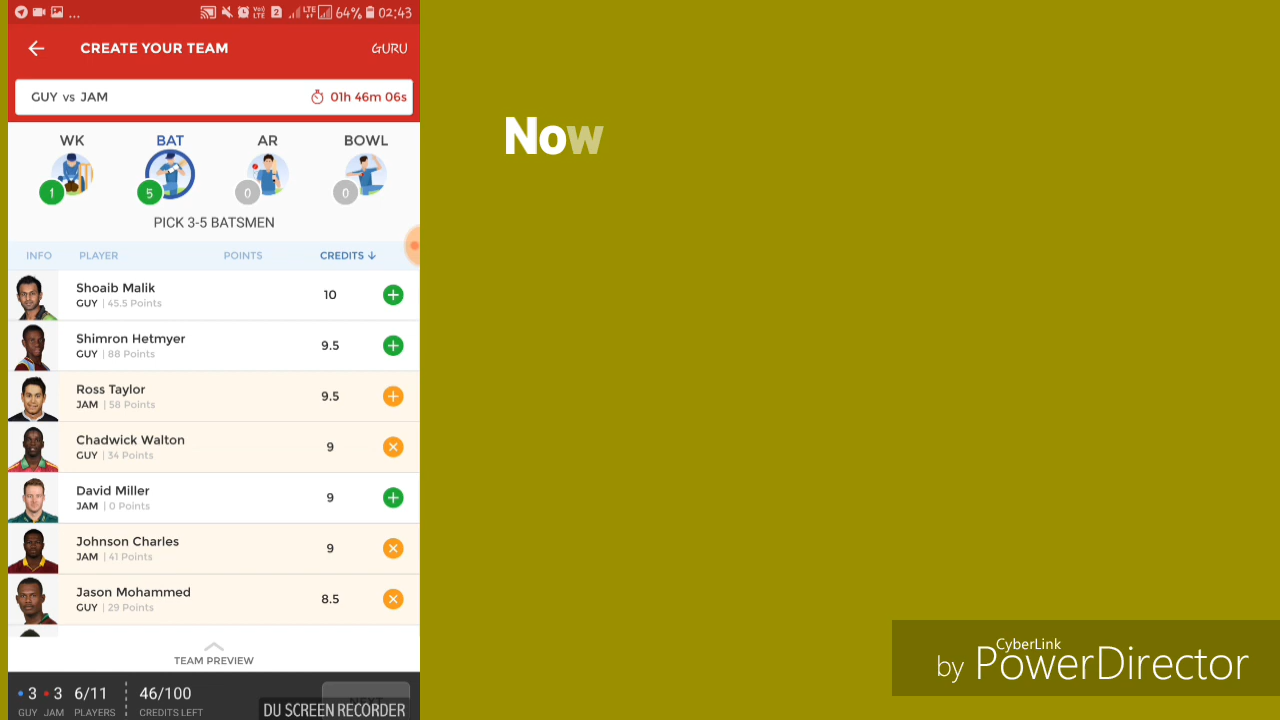 ... VoLTE 2 LTE 64% 02:43
CREATE YOUR TEAM GURU
GUY vs JAM 01h 46m 06s
WK BAT AR BOWL
1 5 0 0
PICK 3-5 BATSMEN
INFO PLAYER POINTS CREDITS ↓
Shoaib Malik 10
GUY | 45.5 Points
Shimron Hetmyer 9.5
GUY | 88 Points
Ross Taylor 9.5
JAM | 58 Points
Chadwick Walton 9
GUY | 34 Points
David Miller 9
JAM | 0 Points
Johnson Charles 9
JAM | 41 Points
Jason Mohammed 8.5
GUY | 29 Points
TEAM PREVIEW
3 3 6/11 46/100
GUY JAM PLAYERS CREDITS LEFT
DU SCREEN RECORDER
Now
by CyberLink PowerDirector